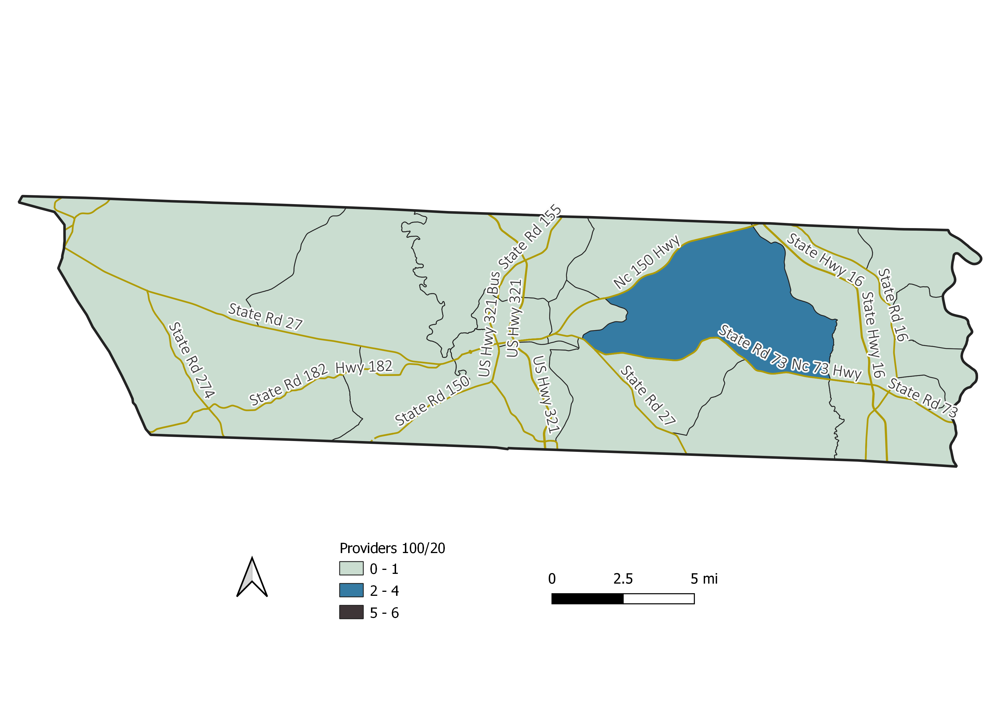 State Rd 155
State Hwy 16
Nc 150 Hwy
State Rd 16
US Hwy 321 Bus
US Hwy 321
State Hwy 16
State Rd 27
State Rd 274
State Rd 73
Nc 73 Hwy
State Rd 182
Hwy 182
US Hwy 321
State Rd 27
State Rd 150
State Rd 73
Providers 100/20
0 - 1
2 - 4
5 - 6
0 2.5 5 mi